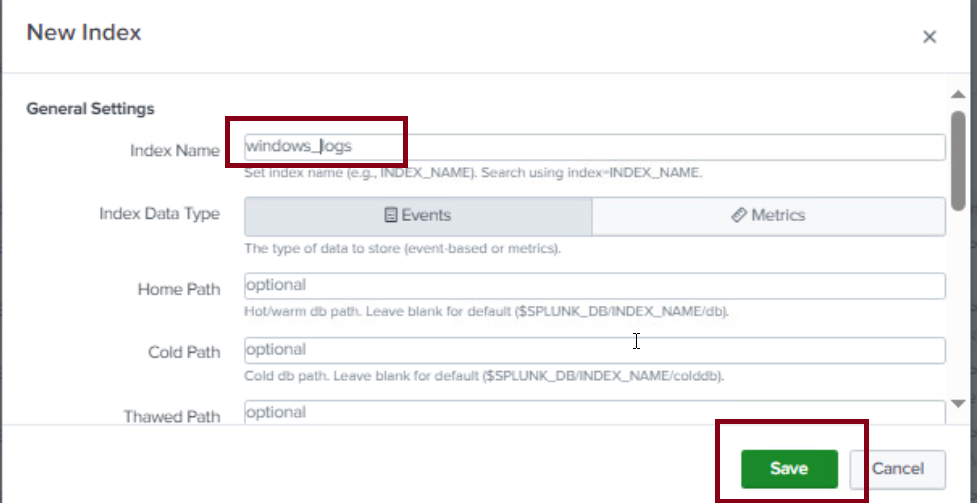 New Index
General Settings
Index Name
windows_logs
Set index name (e.g., INDEX_NAME). Search using index=INDEX_NAME.
Index Data Type
Events
Metrics
The type of data to store (event-based or metrics).
Home Path
optional
Hot/warm db path. Leave blank for default ($SPLUNK_DB/INDEX_NAME/db).
Cold Path
optional
Cold db path. Leave blank for default ($SPLUNK_DB/INDEX_NAME/colddb).
Thawed Path
optional
Save
Cancel